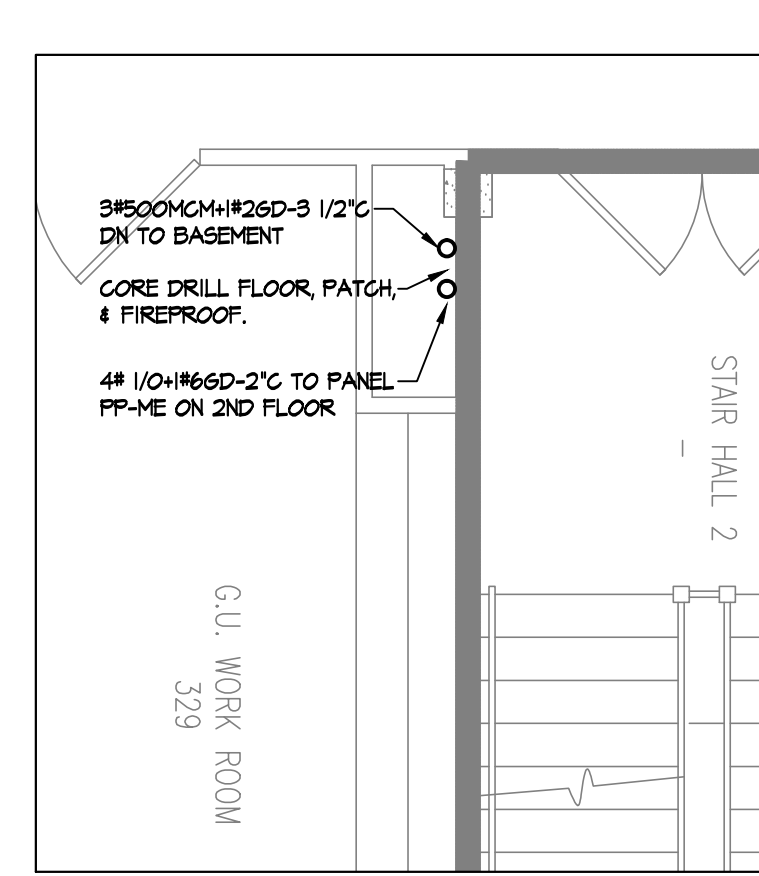 3#500MCM+1#2GD-3 1/2"C
DN TO BASEMENT
CORE DRILL FLOOR, PATCH,
& FIREPROOF.
4# 1/0+1#6GD-2"C TO PANEL
PP-ME ON 2ND FLOOR
STAIR HALL 2
-
G.U. WORK ROOM
329